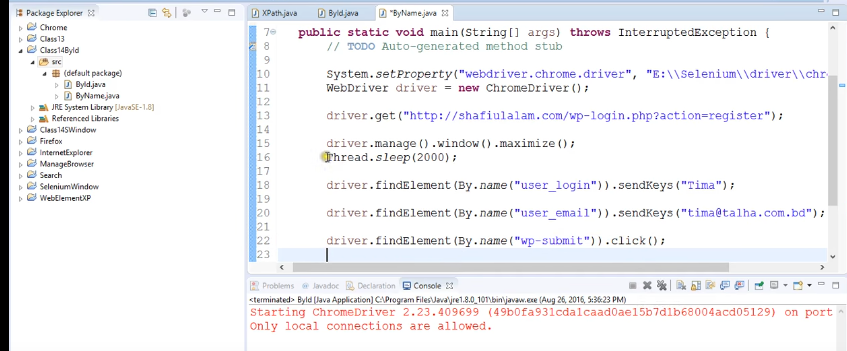 Package Explorer
Chrome
Class13
Class14ById
src
(default package)
ById.java
ByName.java
JRE System Library [JavaSE-1.8]
Referenced Libraries
Class14SWindow
Firefox
InternetExplorer
ManageBrowser
Search
SeleniumWindow
WebElementXP
XPath.java ById.java *ByName.java
7 public static void main(String[] args) throws InterruptedException {
8 // TODO Auto-generated method stub
9
10 System.setProperty("webdriver.chrome.driver", "E:\\Selenium\\driver\\chr
11 WebDriver driver = new ChromeDriver();
12
13 driver.get("http://shafiulalam.com/wp-login.php?action=register");
14
15 driver.manage().window().maximize();
16 Thread.sleep(2000);
17
18 driver.findElement(By.name("user_login")).sendKeys("Tima");
19
20 driver.findElement(By.name("user_email")).sendKeys("tima@talha.com.bd");
21
22 driver.findElement(By.name("wp-submit")).click();
23
Problems Javadoc Declaration Console
<terminated> ById [Java Application] C:\Program Files\Java\jre1.8.0_101\bin\javaw.exe (Aug 26, 2016, 5:36:23 PM)
Starting ChromeDriver 2.23.409699 (49b0fa931cda1caad0ae15b7d1b68004acd05129) on port
Only local connections are allowed.